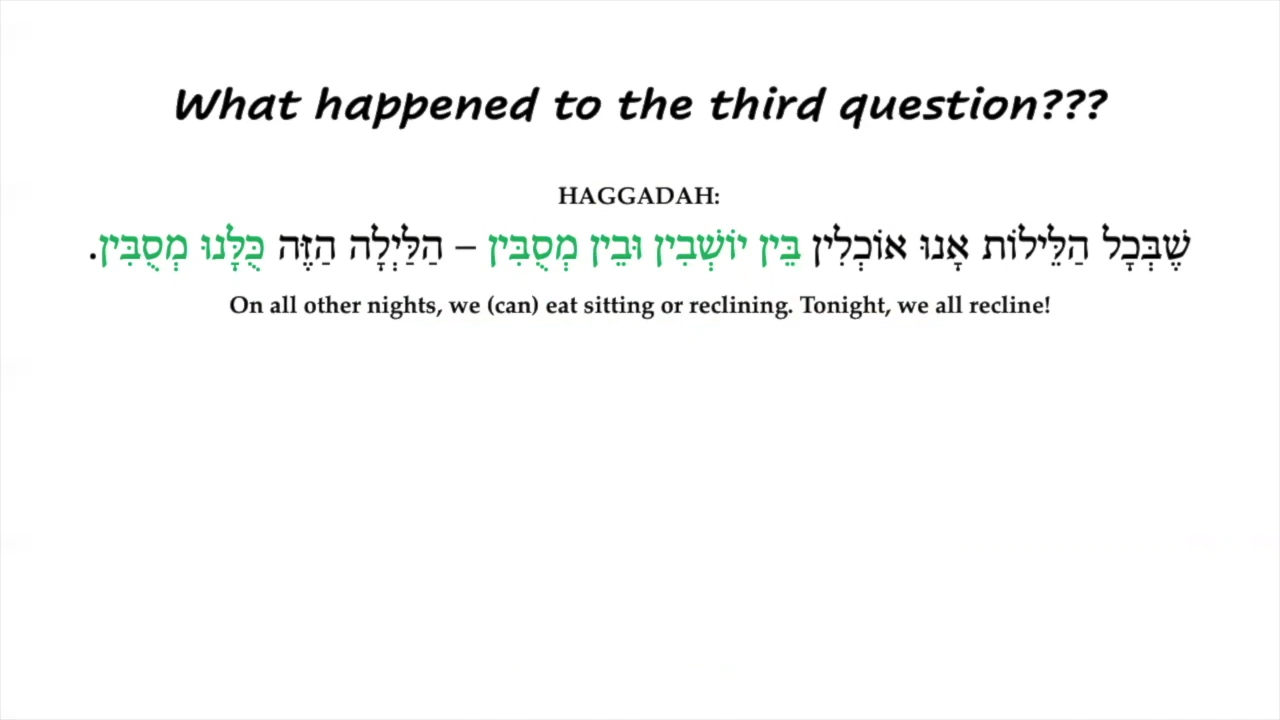 What happened to the third question???
HAGGADAH:
שֶׁבְּכָל הַלֵּילוֹת אָנוּ אוֹכְלִין בֵּין יוֹשְׁבִין וּבֵין מְסֻבִּין – הַלַּיְלָה הַזֶּה כֻּלָּנוּ מְסֻבִּין.
On all other nights, we (can) eat sitting or reclining. Tonight, we all recline!